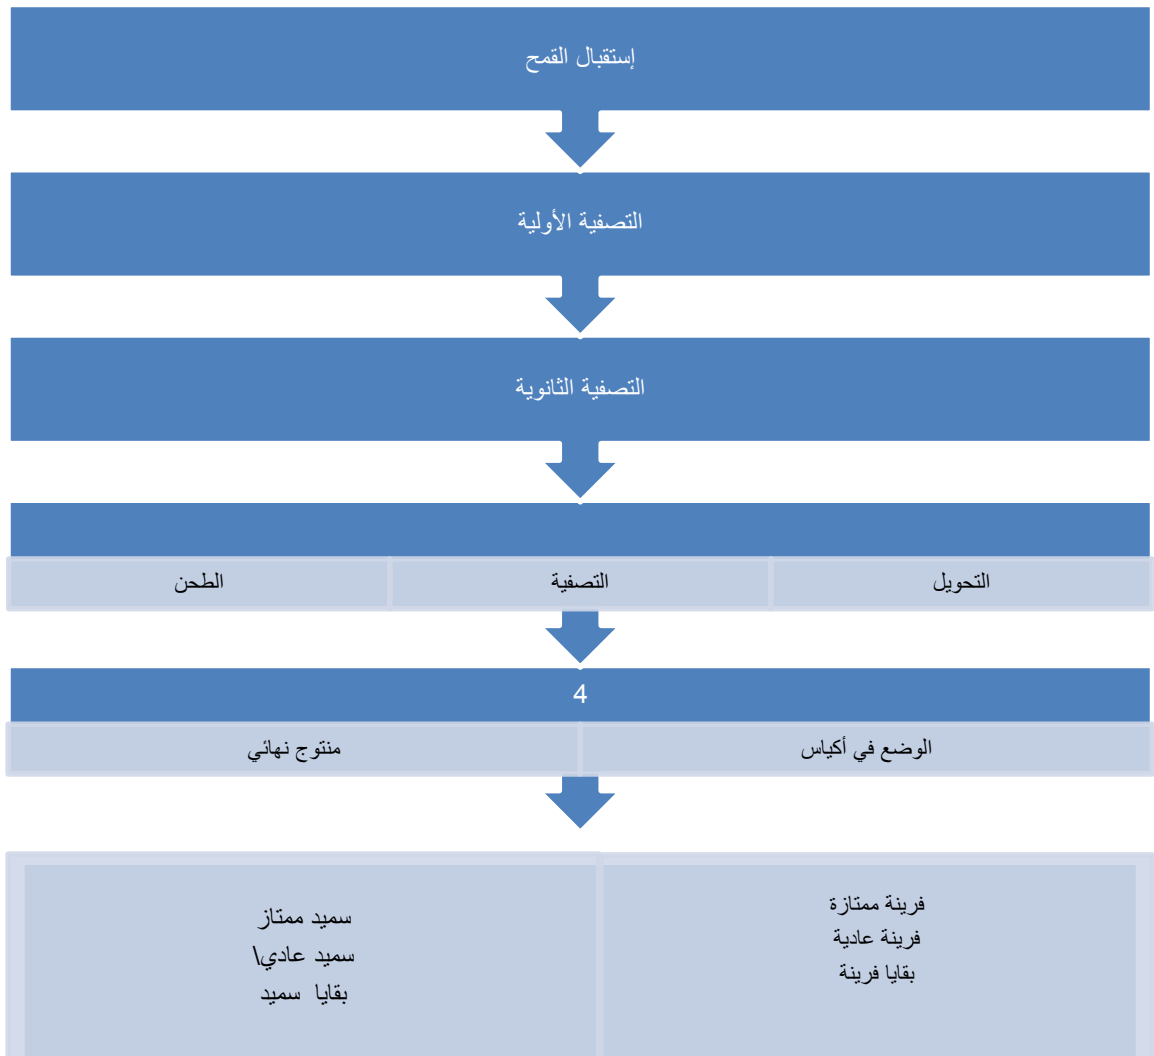 إستقبال القمح
التصفية الأولية
التصفية الثانوية
التحويل
التصفية
الطحن
4
الوضع في أكياس
منتوج نهائي
فرينة ممتازة
فرينة عادية
بقايا فرينة
سميد ممتاز
سميد عادي\
بقايا سميد